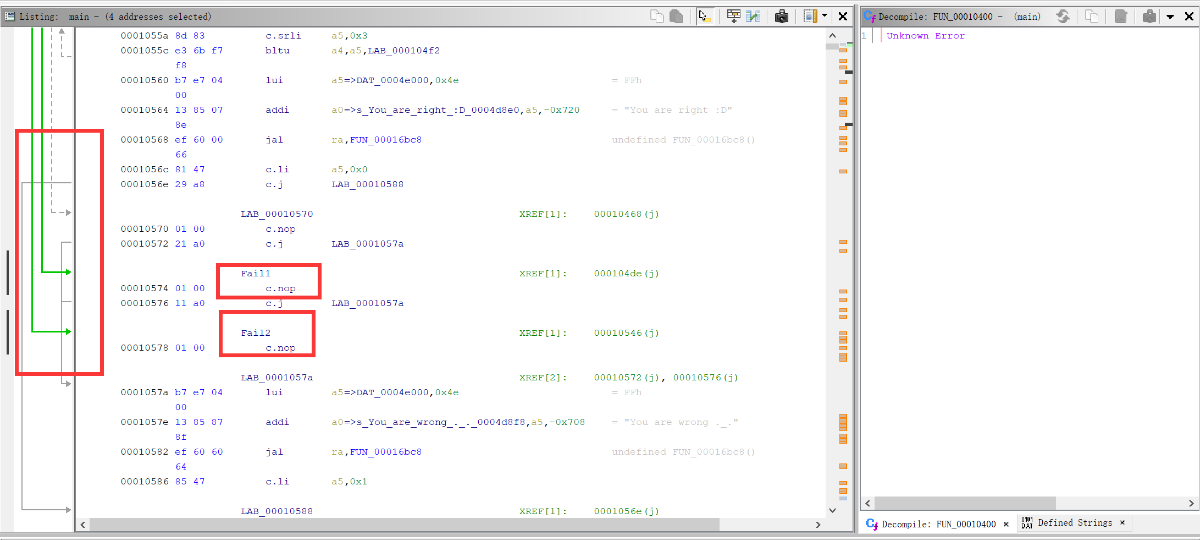 Listing: main - (4 addresses selected)
0001055a 8d 83 c.srli a5,0x3
0001055c e3 6b f7 bltu a4,a5,LAB_000104f2
f8
00010560 b7 e7 04 lui a5=>DAT_0004e000,0x4e = FFh
00
00010564 13 85 07 addi a0=>s_You_are_right_:D_0004d8e0,a5,-0x720 = "You are right :D"
8e
00010568 ef 60 00 jal ra,FUN_00016bc8 undefined FUN_00016bc8()
66
0001056c 81 47 c.li a5,0x0
0001056e 29 a8 c.j LAB_00010588
LAB_00010570 XREF[1]: 00010468(j)
00010570 01 00 c.nop
00010572 21 a0 c.j LAB_0001057a
Fail1 XREF[1]: 000104de(j)
00010574 01 00 c.nop
00010576 11 a0 c.j LAB_0001057a
Fail2 XREF[1]: 00010546(j)
00010578 01 00 c.nop
LAB_0001057a XREF[2]: 00010572(j), 00010576(j)
0001057a b7 e7 04 lui a5=>DAT_0004e000,0x4e = FFh
00
0001057e 13 85 87 addi a0=>s_You_are_wrong_._._0004d8f8,a5,-0x708 = "You are wrong ._."
8f
00010582 ef 60 60 jal ra,FUN_00016bc8 undefined FUN_00016bc8()
64
00010586 85 47 c.li a5,0x1
LAB_00010588 XREF[1]: 0001056e(j)
Decompile: FUN_00010400 - (main)
1 Unknown Error
Decompile: FUN_00010400 × Defined Strings ×